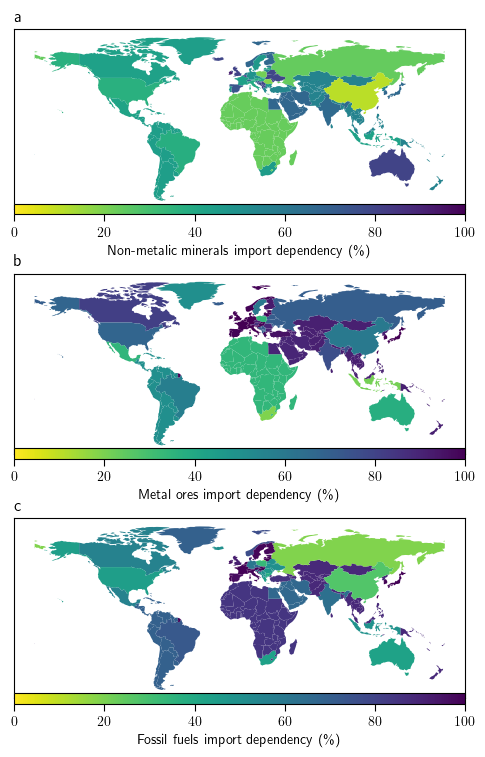 a
0 20 40 60 80 100
Non-metalic minerals import dependency (%)
b
0 20 40 60 80 100
Metal ores import dependency (%)
c
0 20 40 60 80 100
Fossil fuels import dependency (%)